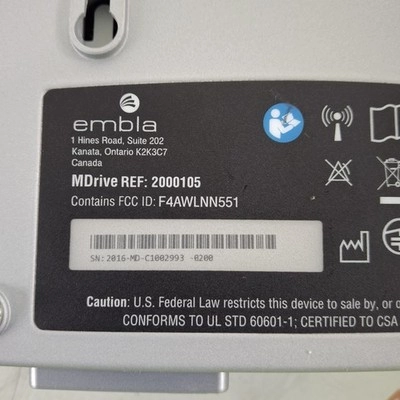 embla
1 Hines Road, Suite 202
Kanata, Ontario K2K3C7
Canada
MDrive REF: 2000105
Contains FCC ID: F4AWLNN551
SN:2016-MD-C1002993 -0200
Caution: U.S. Federal Law restricts this device to sale by, or o
CONFORMS TO UL STD 60601-1; CERTIFIED TO CSA